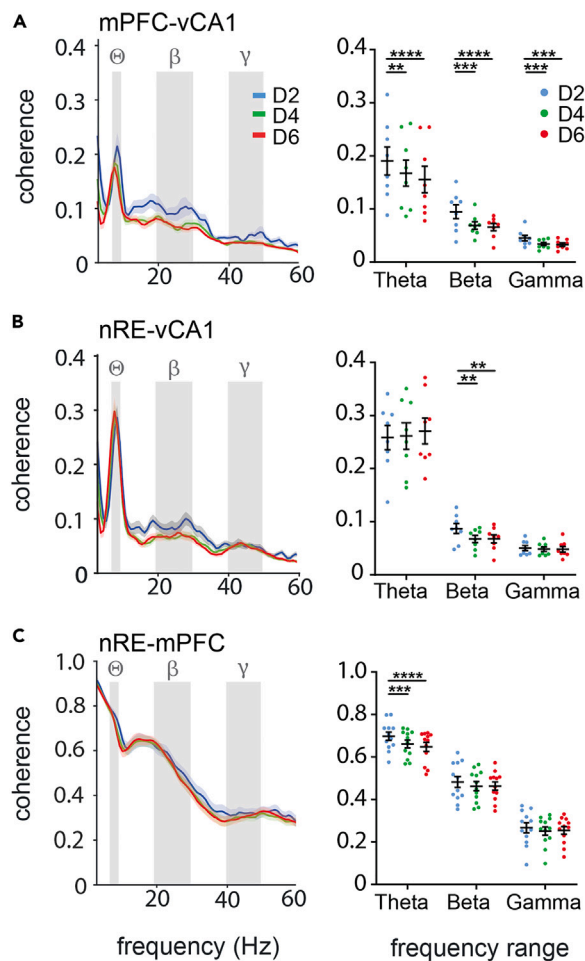 A
mPFC-vCA1
Θ β γ
D2
D4
D6
coherence
0.4
0.3
0.2
0.1
0
20 40 60
0.4
0.3
0.2
0.1
0
**** **** ***
** *** ***
D2
D4
D6
Theta Beta Gamma
B
nRE-vCA1
Θ β γ
coherence
0.4
0.3
0.2
0.1
0
20 40 60
0.4
0.3
0.2
0.1
0
**
**
Theta Beta Gamma
C
nRE-mPFC
Θ β γ
coherence
1.0
0.8
0.6
0.4
0.2
0
20 40 60
frequency (Hz)
1.0
0.8
0.6
0.4
0.2
0
****
***
Theta Beta Gamma
frequency range